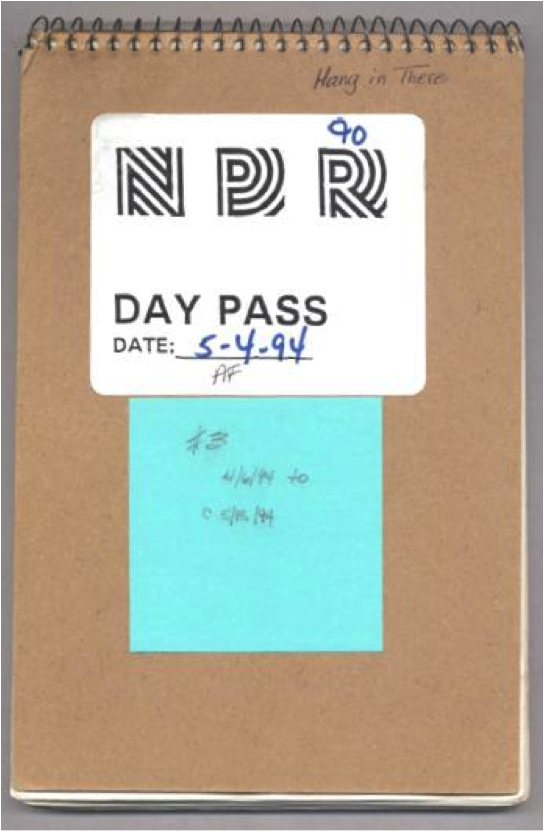 Hang in There
90
NPR
DAY PASS
DATE: 5-4-94
AF
#3
4/6/94 to
C 5/15/94